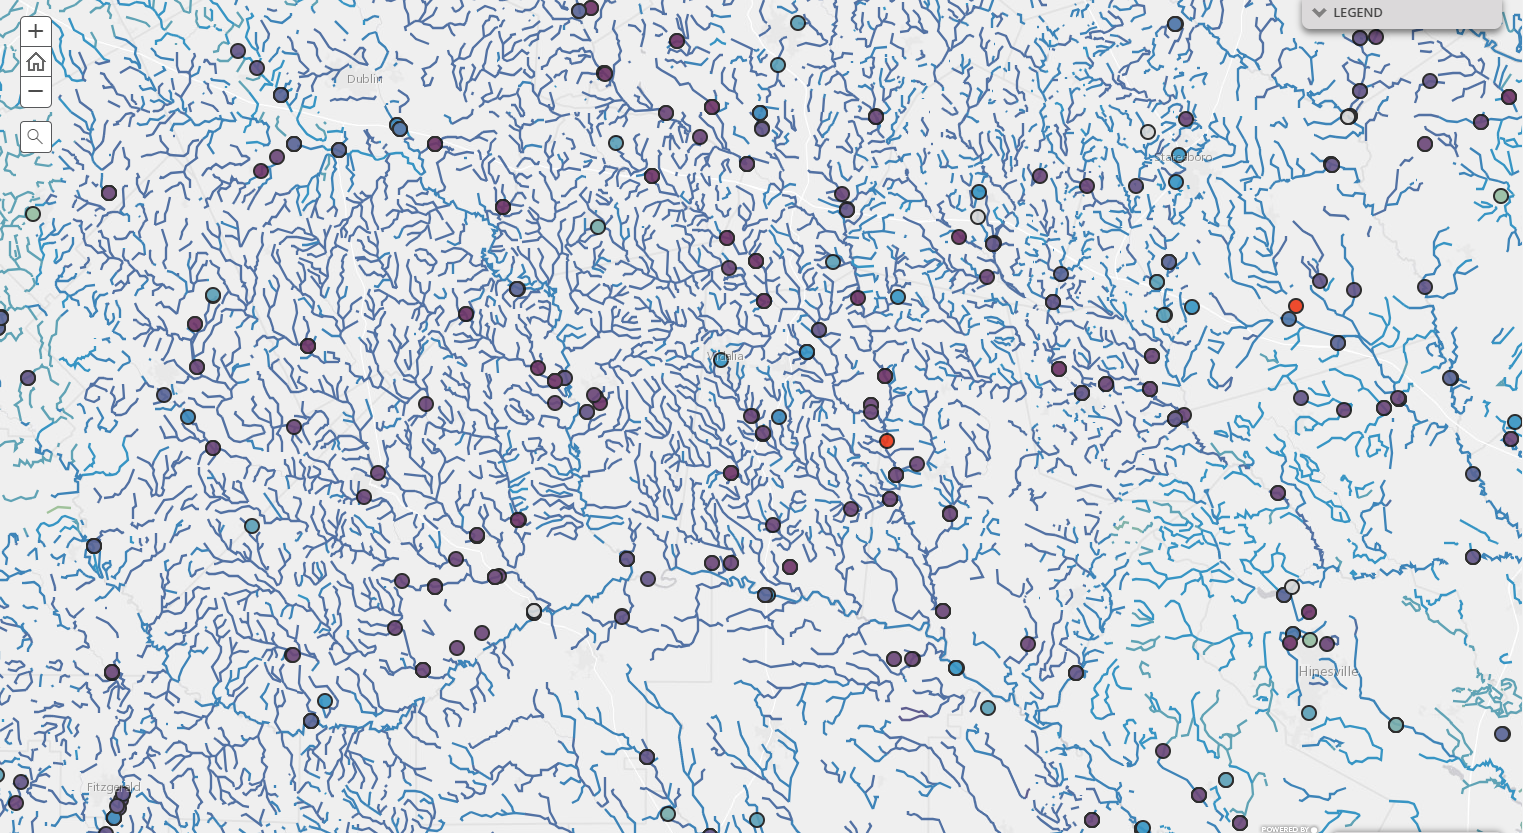 LEGEND
Dublin
Statesboro
Vidalia
Hinesville
Fitzgerald
POWERED BY